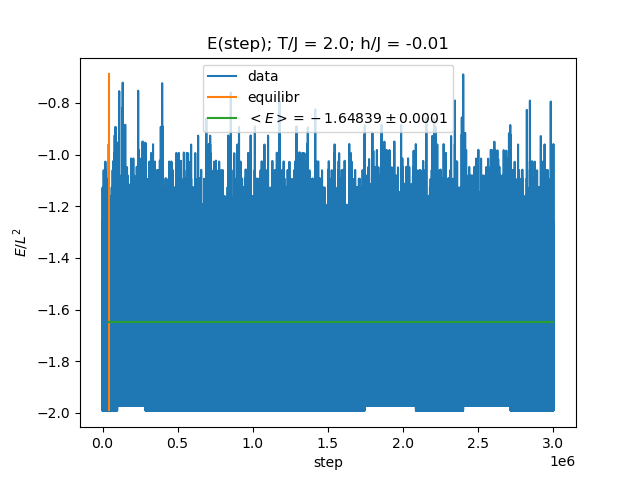 E(step); T/J = 2.0; h/J = -0.01
data
equilibr
< E > = − 1.64839 ± 0.0001
E/L²
−0.8
−1.0
−1.2
−1.4
−1.6
−1.8
−2.0
0.0 0.5 1.0 1.5 2.0 2.5 3.0
1e6
step